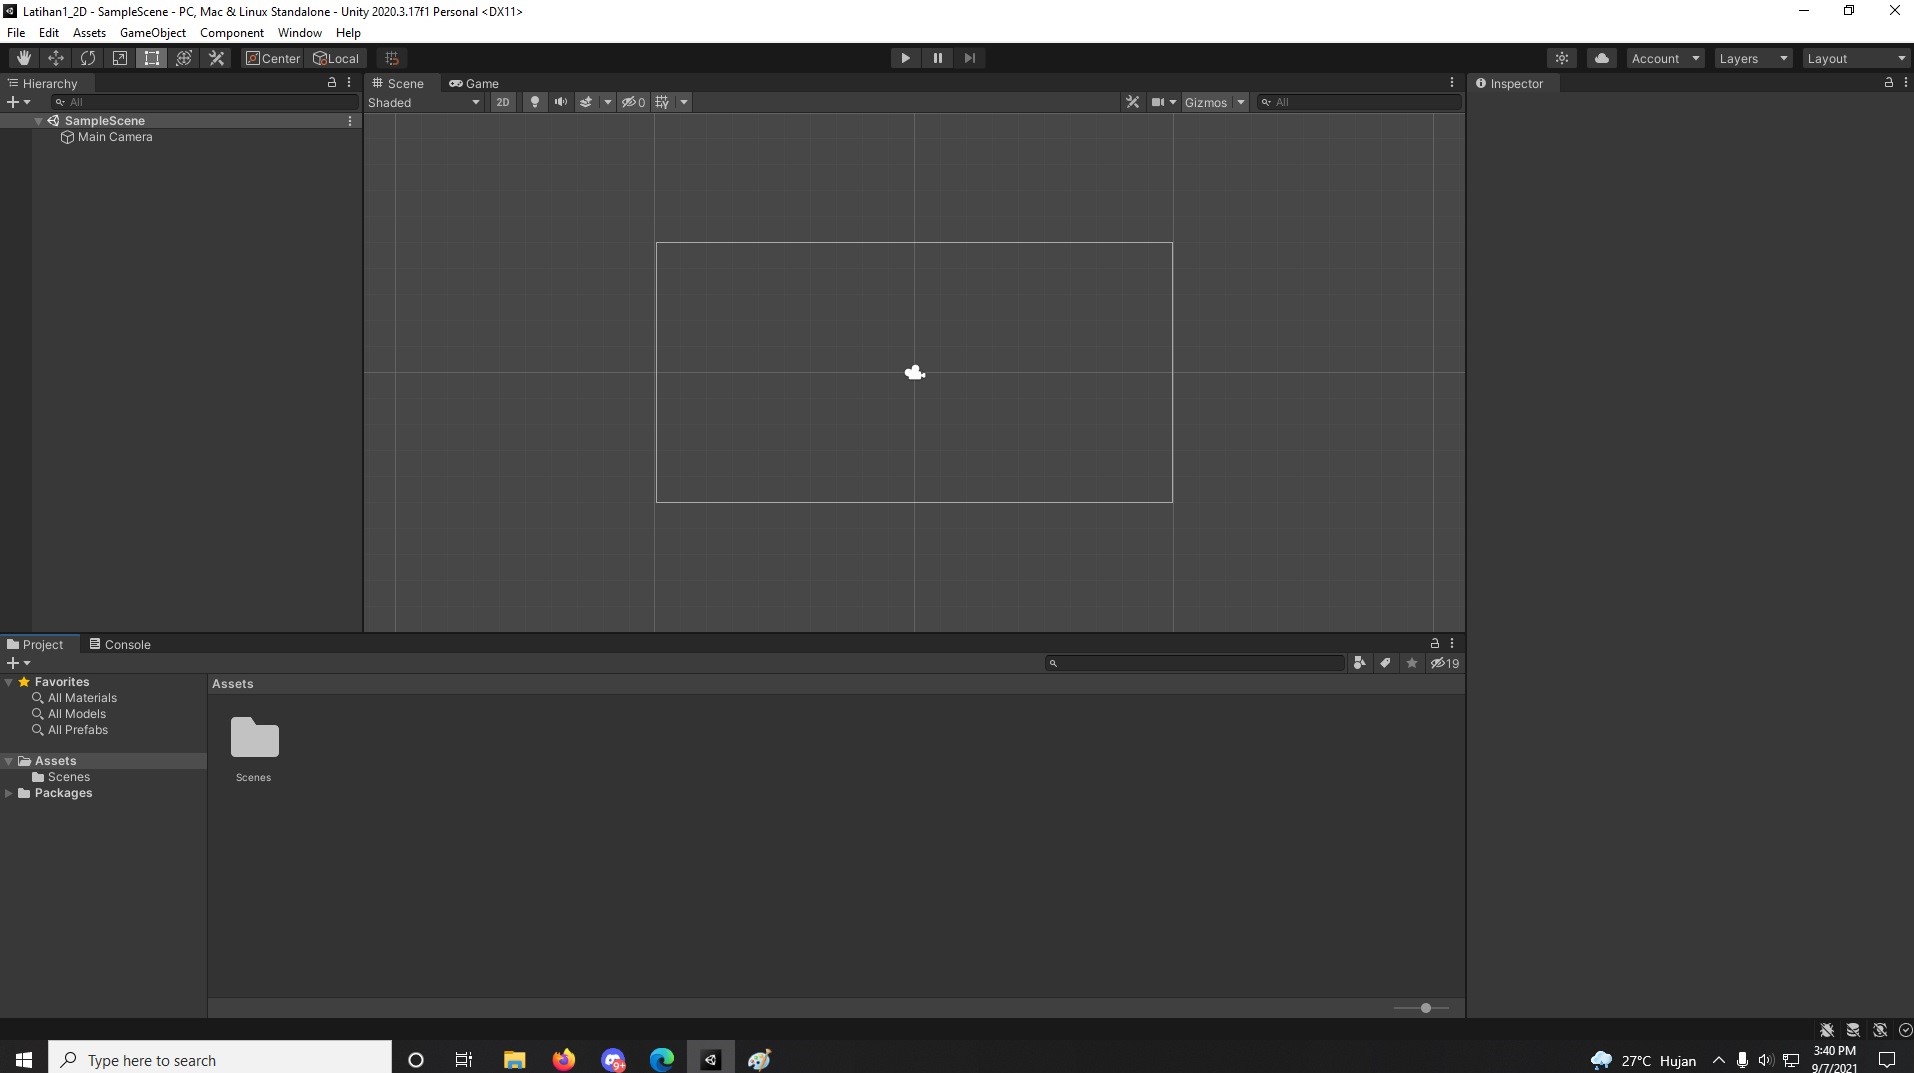 Latihan1_2D - SampleScene - PC, Mac & Linux Standalone - Unity 2020.3.17f1 Personal <DX11>
File Edit Assets GameObject Component Window Help
Center Local Account Layers Layout
Hierarchy
All
SampleScene
Main Camera
Scene Game
Shaded 2D 0 Gizmos All
Inspector
Project Console
19
Favorites
All Materials
All Models
All Prefabs
Assets
Scenes
Packages
Assets
Scenes
Type here to search
9+
27°C Hujan
3:40 PM
9/7/2021